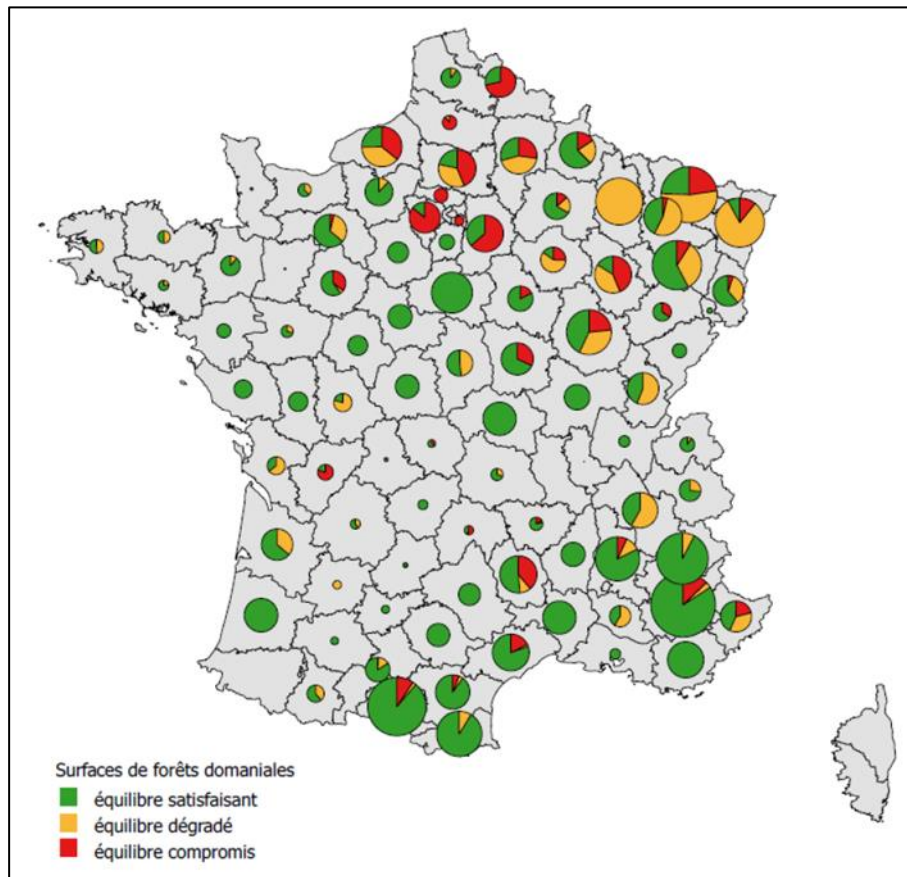 Surfaces de forêts domaniales
équilibre satisfaisant
équilibre dégradé
équilibre compromis